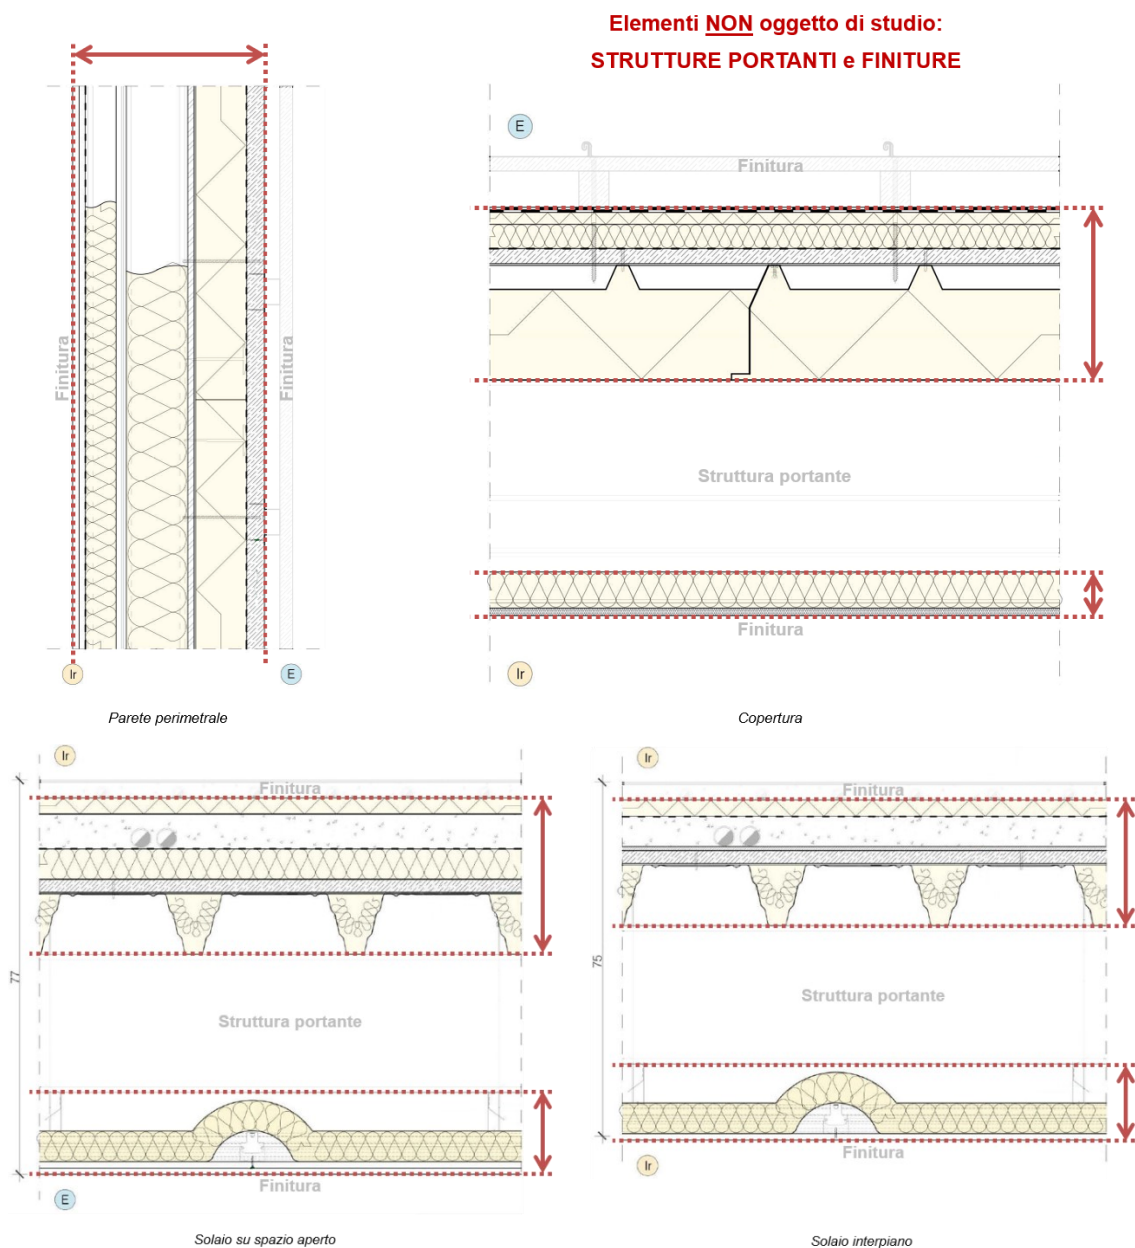 Elementi NON oggetto di studio:
STRUTTURE PORTANTI e FINITURE
E
Finitura
Finitura
Finitura
Struttura portante
Finitura
Ir
E
Ir
Parete perimetrale
Copertura
Ir
Finitura
77
Struttura portante
Finitura
E
Solaio su spazio aperto
Ir
Finitura
75
Struttura portante
Finitura
Ir
Solaio interpiano